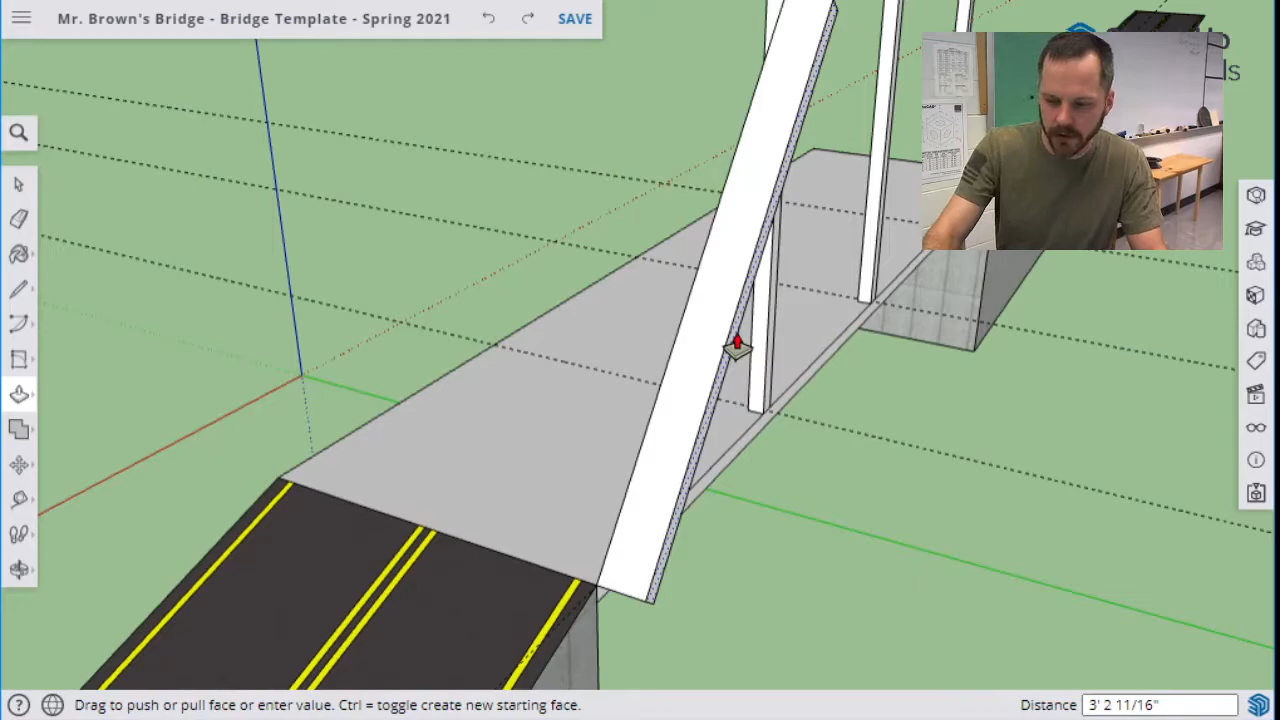 Mr. Brown's Bridge - Bridge Template - Spring 2021
SAVE
Drag to push or pull face or enter value. Ctrl = toggle create new starting face.
Distance
3' 2 11/16"